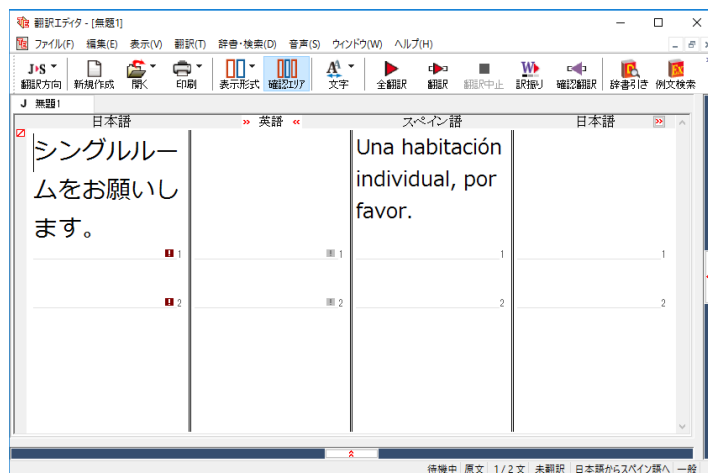 翻訳エディタ - [無題1]
ファイル(F) 編集(E) 表示(V) 翻訳(T) 辞書・検索(D) 音声(S) ウィンドウ(W) ヘルプ(H)
J▶S
翻訳方向 新規作成 開く 印刷 表示形式 確認エリア 文字 全翻訳 翻訳 翻訳中止 訳振り 確認翻訳 辞書引き 例文検索
J 無題1
日本語 » 英語 « スペイン語 日本語 »
シングルルー
ムをお願いし
ます。
Una habitación
individual, por
favor.
1 1 1 1
2 2 2 2
待機中 原文 1/2文 未翻訳 日本語からスペイン語へ 一般